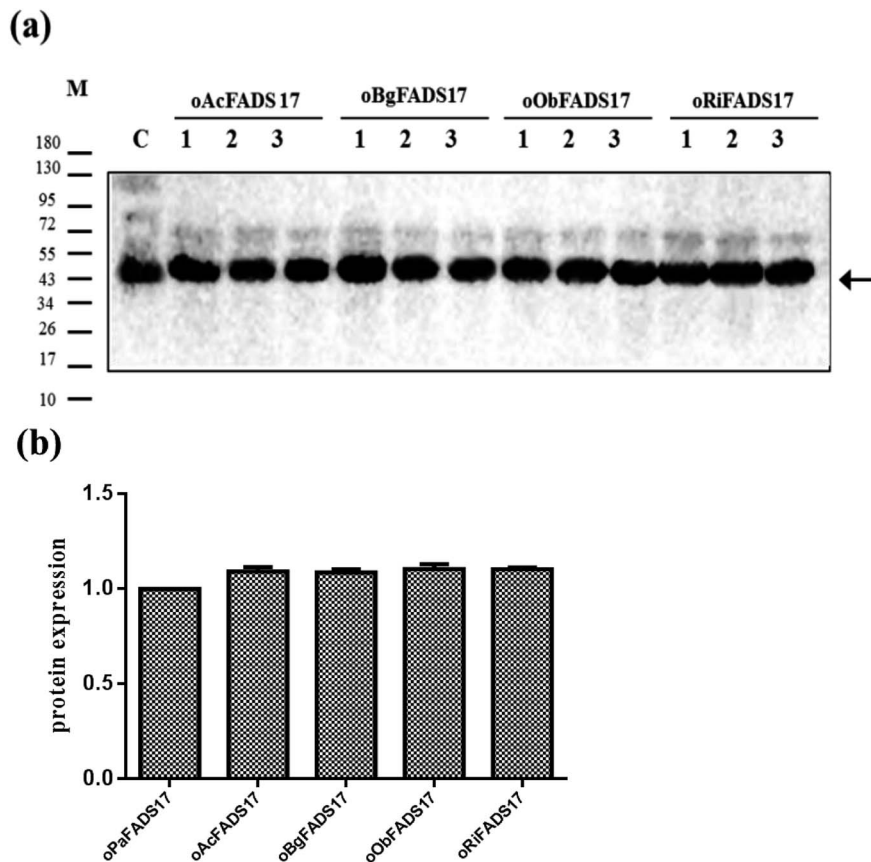 (a)
M
oAcFADS17 oBgFADS17 oObFADS17 oRiFADS17
C 1 2 3 1 2 3 1 2 3 1 2 3
180
130
95
72
55
43
34
26
17
10
(b)
protein expression
1.5
1.0
0.5
0.0
oPaFADS17 oAcFADS17 oBgFADS17 oObFADS17 oRiFADS17